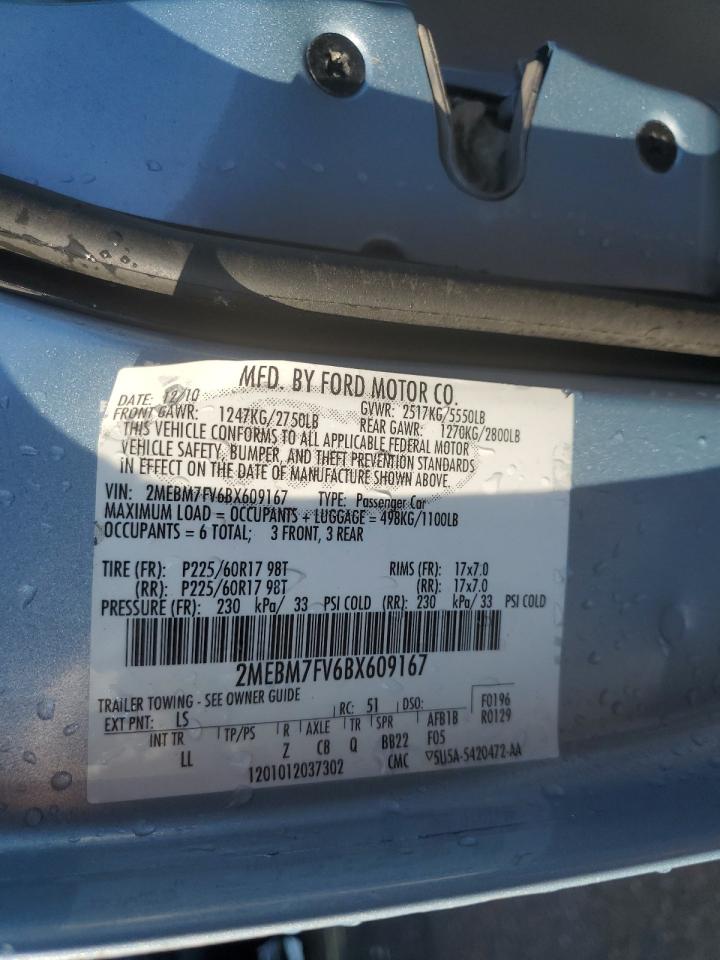 MFD. BY FORD MOTOR CO.
DATE: 12/10 GVWR: 2517KG/5550LB
FRONT GAWR: 1247KG/2750LB REAR GAWR: 1270KG/2800LB
THIS VEHICLE CONFORMS TO ALL APPLICABLE FEDERAL MOTOR
VEHICLE SAFETY, BUMPER, AND THEFT PREVENTION STANDARDS
IN EFFECT ON THE DATE OF MANUFACTURE SHOWN ABOVE.
VIN: 2MEBM7FV6BX609167 TYPE: Passenger Car
MAXIMUM LOAD = OCCUPANTS + LUGGAGE = 498KG/1100LB
OCCUPANTS = 6 TOTAL; 3 FRONT, 3 REAR
TIRE (FR): P225/60R17 98T RIMS (FR): 17x7.0
(RR): P225/60R17 98T (RR): 17x7.0
PRESSURE (FR): 230 kPa/ 33 PSI COLD (RR): 230 kPa/ 33 PSI COLD
2MEBM7FV6BX609167
TRAILER TOWING - SEE OWNER GUIDE
EXT PNT: LS RC: 51 DSO: F0196
INT TR TP/PS R AXLE TR SPR AFB1B R0129
LL Z CB Q BB22 F05
1201012037302 CMC ▽5U5A-5420472-AA